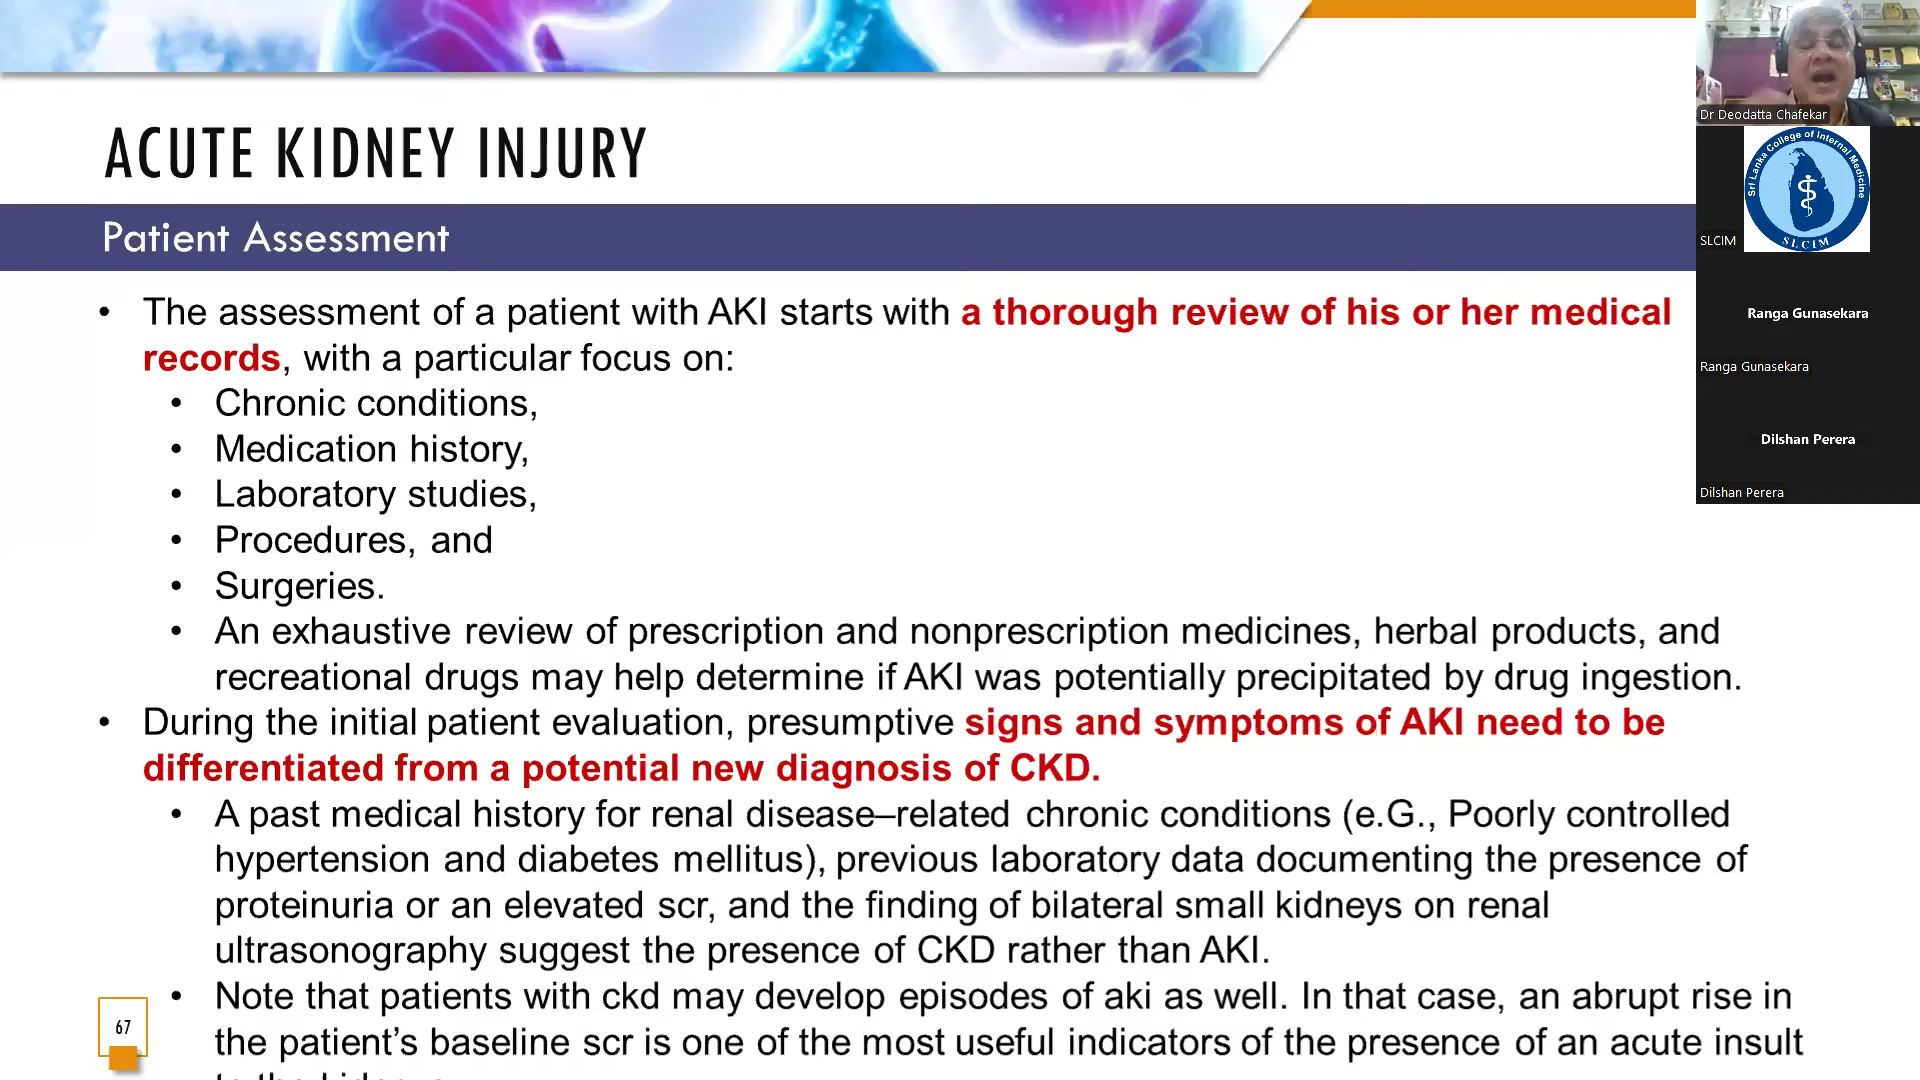 ACUTE KIDNEY INJURY
Patient Assessment
• The assessment of a patient with AKI starts with a thorough review of his or her medical
records, with a particular focus on:
• Chronic conditions,
• Medication history,
• Laboratory studies,
• Procedures, and
• Surgeries.
• An exhaustive review of prescription and nonprescription medicines, herbal products, and
recreational drugs may help determine if AKI was potentially precipitated by drug ingestion.
• During the initial patient evaluation, presumptive signs and symptoms of AKI need to be
differentiated from a potential new diagnosis of CKD.
• A past medical history for renal disease–related chronic conditions (e.G., Poorly controlled
hypertension and diabetes mellitus), previous laboratory data documenting the presence of
proteinuria or an elevated scr, and the finding of bilateral small kidneys on renal
ultrasonography suggest the presence of CKD rather than AKI.
• Note that patients with ckd may develop episodes of aki as well. In that case, an abrupt rise in
the patient’s baseline scr is one of the most useful indicators of the presence of an acute insult
67
Dr Deodatta Chafekar
Sri Lanka College of Internal Medicine
SLCIM
SLCIM
Ranga Gunasekara
Ranga Gunasekara
Dilshan Perera
Dilshan Perera